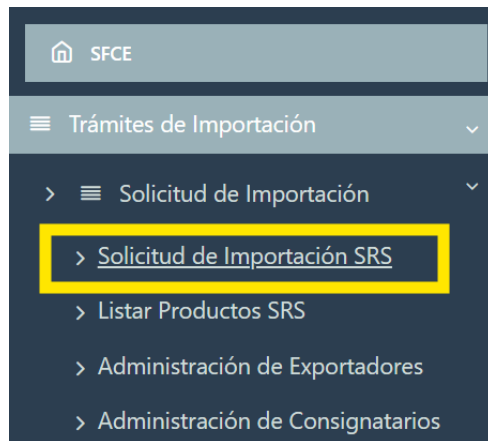 SFCE
Trámites de Importación
Solicitud de Importación
Solicitud de Importación SRS
Listar Productos SRS
Administración de Exportadores
Administración de Consignatarios